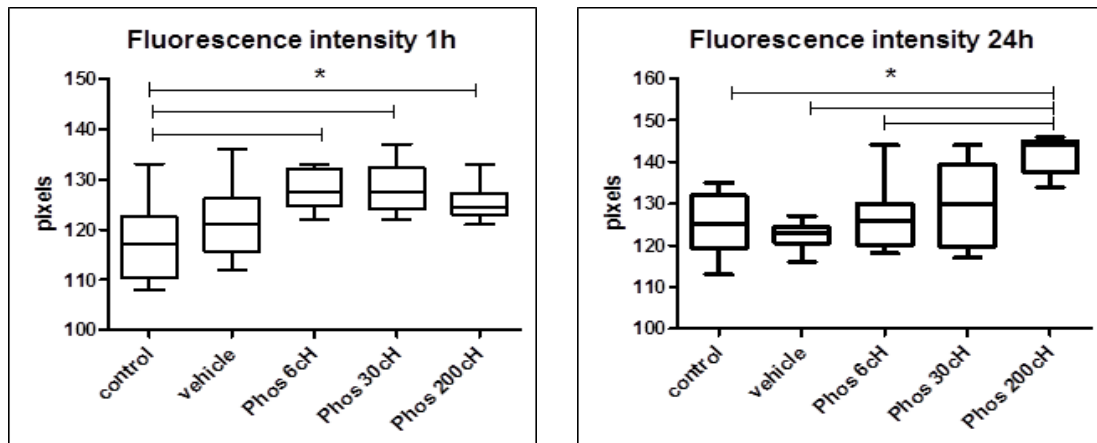 Fluorescence intensity 1h
150
*
140
130
120
110
100
pixels
control
vehicle
Phos 6cH
Phos 30cH
Phos 200cH
Fluorescence intensity 24h
160
*
150
140
130
120
110
100
pixels
control
vehicle
Phos 6cH
Phos 30cH
Phos 200cH